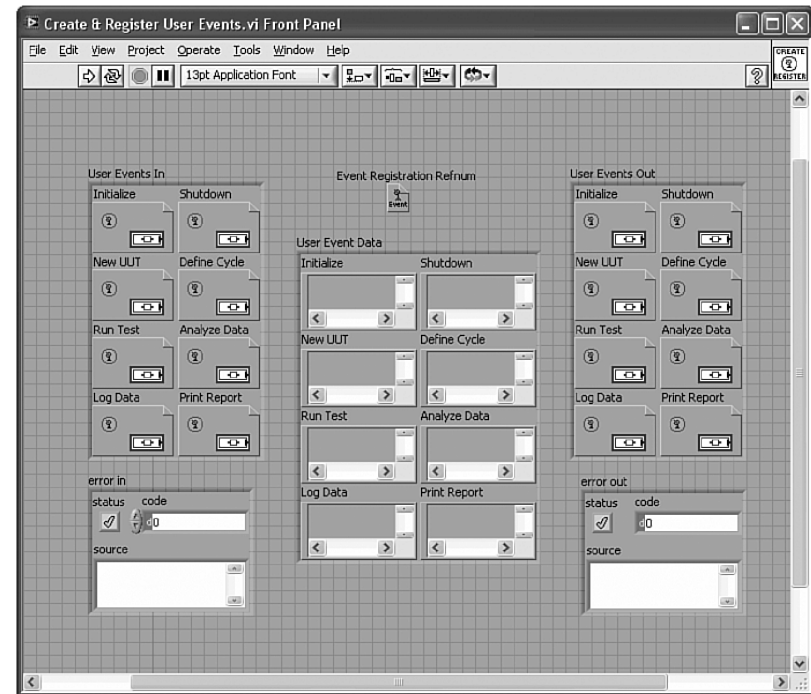 Create & Register User Events.vi Front Panel
File Edit View Project Operate Tools Window Help
13pt Application Font
?
CREATE
REGISTER
User Events In
Initialize Shutdown
New UUT Define Cycle
Run Test Analyze Data
Log Data Print Report
error in
status code
d0
source
Event Registration Refnum
Event
User Event Data
Initialize Shutdown
New UUT Define Cycle
Run Test Analyze Data
Log Data Print Report
User Events Out
Initialize Shutdown
New UUT Define Cycle
Run Test Analyze Data
Log Data Print Report
error out
status code
d0
source